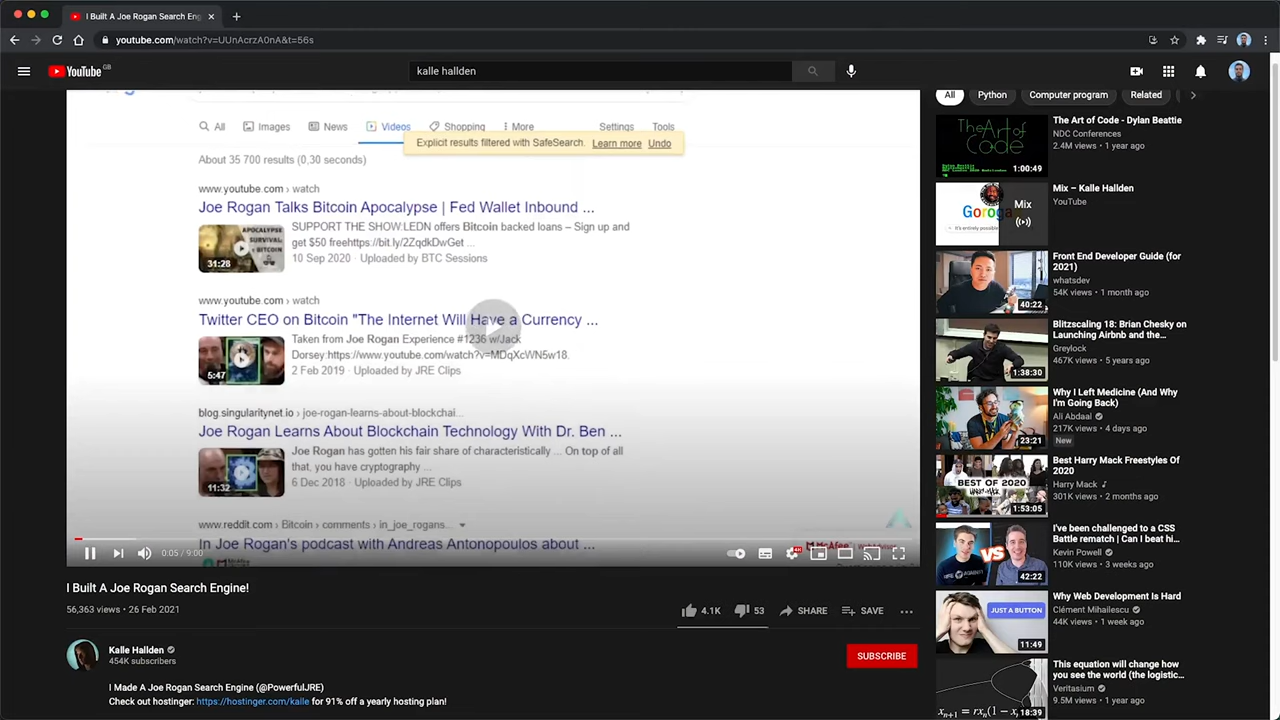 I Built A Joe Rogan Search Eng
youtube.com/watch?v=UUnAcrzA0nA&t=56s
YouTube GB
kalle hallden
All
Images
News
Videos
Shopping
More
Settings
Tools
Explicit results filtered with SafeSearch. Learn more Undo
About 35 700 results (0,30 seconds)
www.youtube.com › watch
Joe Rogan Talks Bitcoin Apocalypse | Fed Wallet Inbound ...
SUPPORT THE SHOW:LEDN offers Bitcoin backed loans – Sign up and
get $50 freehttps://bit.ly/2ZqdkDwGet ...
10 Sep 2020 · Uploaded by BTC Sessions
APOCALYPSE
SURVIVAL
+ BITCOIN
31:28
www.youtube.com › watch
Twitter CEO on Bitcoin "The Internet Will Have a Currency ...
Taken from Joe Rogan Experience #1236 w/Jack
Dorsey:https://www.youtube.com/watch?v=MDqXcWN5w18.
2 Feb 2019 · Uploaded by JRE Clips
5:47
blog.singularitynet.io › joe-rogan-learns-about-blockchai...
Joe Rogan Learns About Blockchain Technology With Dr. Ben ...
Joe Rogan has gotten his fair share of characteristically ... On top of all
that, you have cryptography ...
6 Dec 2018 · Uploaded by JRE Clips
11:32
www.reddit.com › Bitcoin › comments › in_joe_rogans...
In Joe Rogan's podcast with Andreas Antonopoulos about ...
McAfee
0:05 / 9:00
I Built A Joe Rogan Search Engine!
56,363 views • 26 Feb 2021
4.1K
53
SHARE
SAVE
Kalle Hallden
454K subscribers
SUBSCRIBE
I Made A Joe Rogan Search Engine (@PowerfulJRE)
Check out hostinger: https://hostinger.com/kalle for 91% off a yearly hosting plan!
All
Python
Computer program
Related
The Art of
Code
1:00:49
The Art of Code - Dylan Beattie
NDC Conferences
2.4M views • 1 year ago
Goroga
It's entirely possible
Mix
Mix – Kalle Hallden
YouTube
40:22
Front End Developer Guide (for
2021)
whatsdev
54K views • 1 month ago
1:38:30
Blitzscaling 18: Brian Chesky on
Launching Airbnb and the...
Greylock
467K views • 5 years ago
23:21
Why I Left Medicine (And Why
I'm Going Back)
Ali Abdaal
217K views • 4 days ago
New
BEST OF 2020
HARRY MACK
1:53:05
Best Harry Mack Freestyles Of
2020
Harry Mack
301K views • 2 months ago
VS
42:22
I've been challenged to a CSS
Battle rematch | Can I beat hi...
Kevin Powell
110K views • 3 weeks ago
JUST A BUTTON
11:49
Why Web Development Is Hard
Clément Mihailescu
44K views • 1 week ago
18:39
This equation will change how
you see the world (the logistic...
Veritasium
9.5M views • 1 year ago